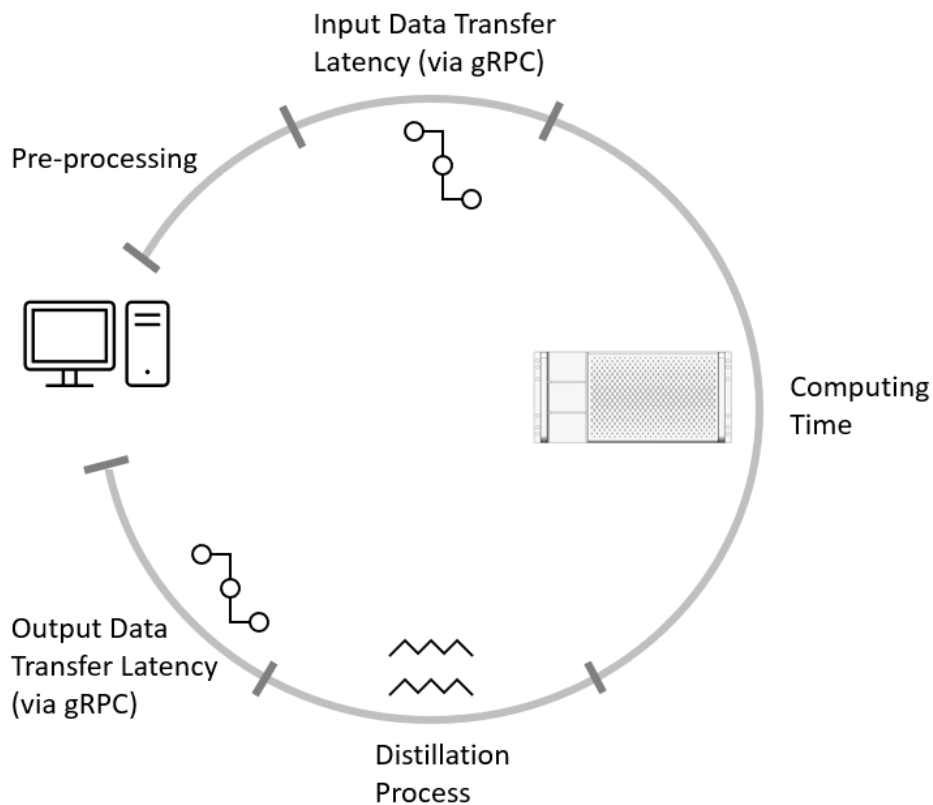 Input Data Transfer
Latency (via gRPC)
Pre-processing
Computing
Time
Output Data
Transfer Latency
(via gRPC)
Distillation
Process